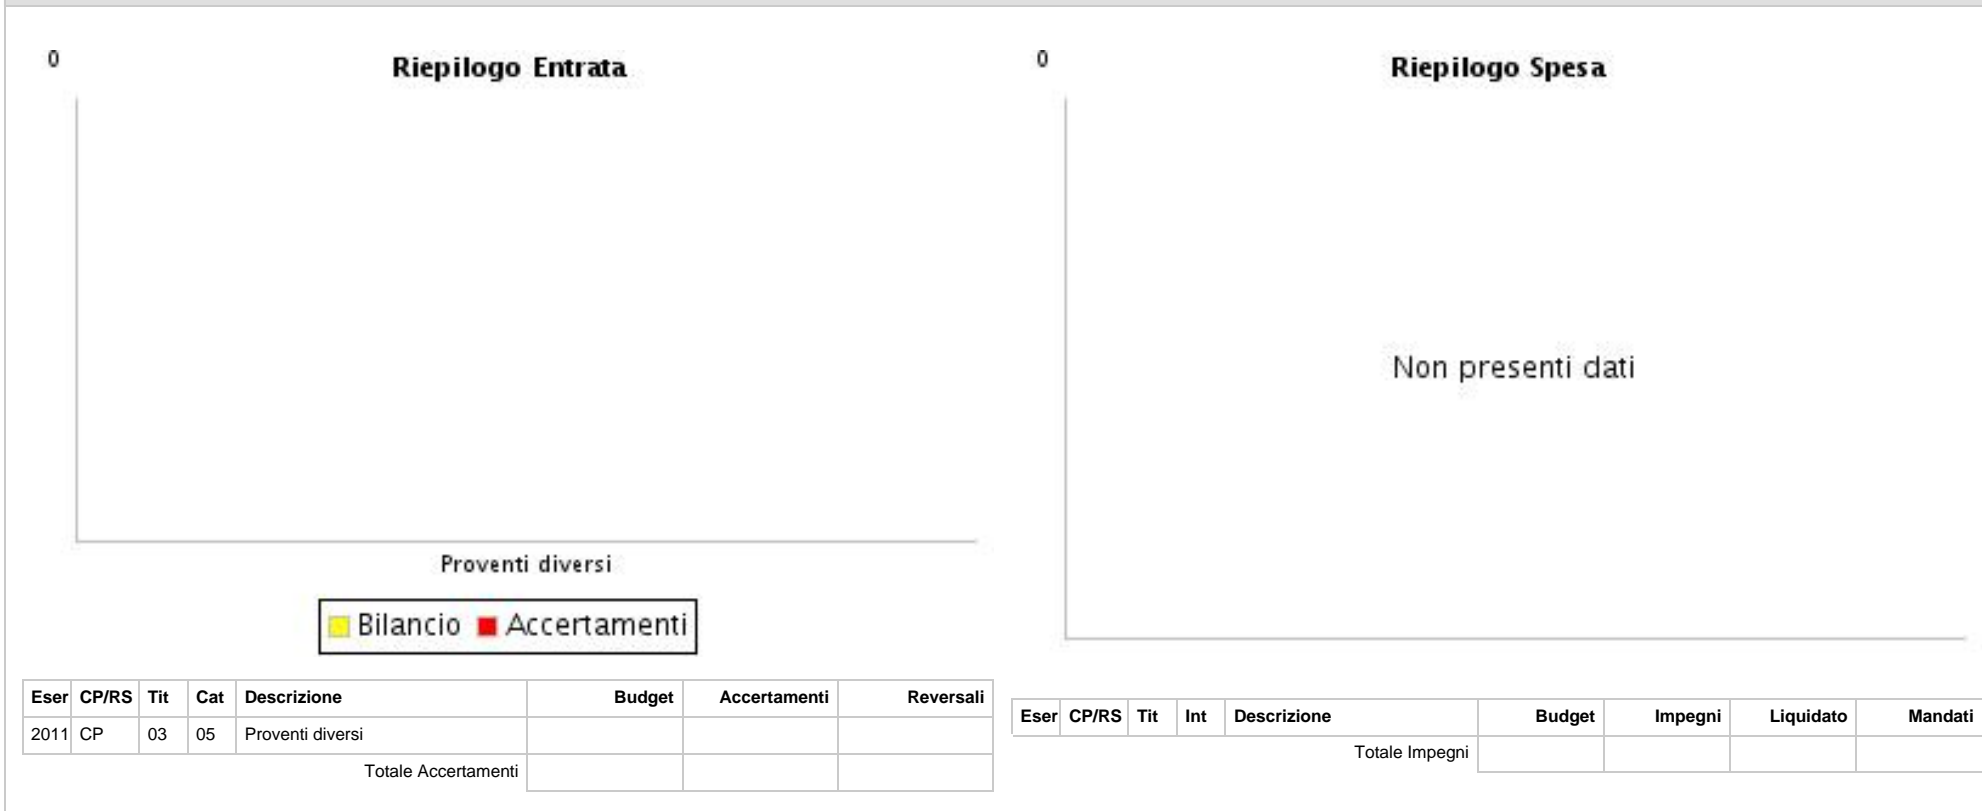 0
Riepilogo Entrata
Proventi diversi
Bilancio Accertamenti
Eser CP/RS Tit Cat Descrizione Budget Accertamenti Reversali
2011 CP 03 05 Proventi diversi
Totale Accertamenti
0
Riepilogo Spesa
Non presenti dati
Eser CP/RS Tit Int Descrizione Budget Impegni Liquidato Mandati
Totale Impegni